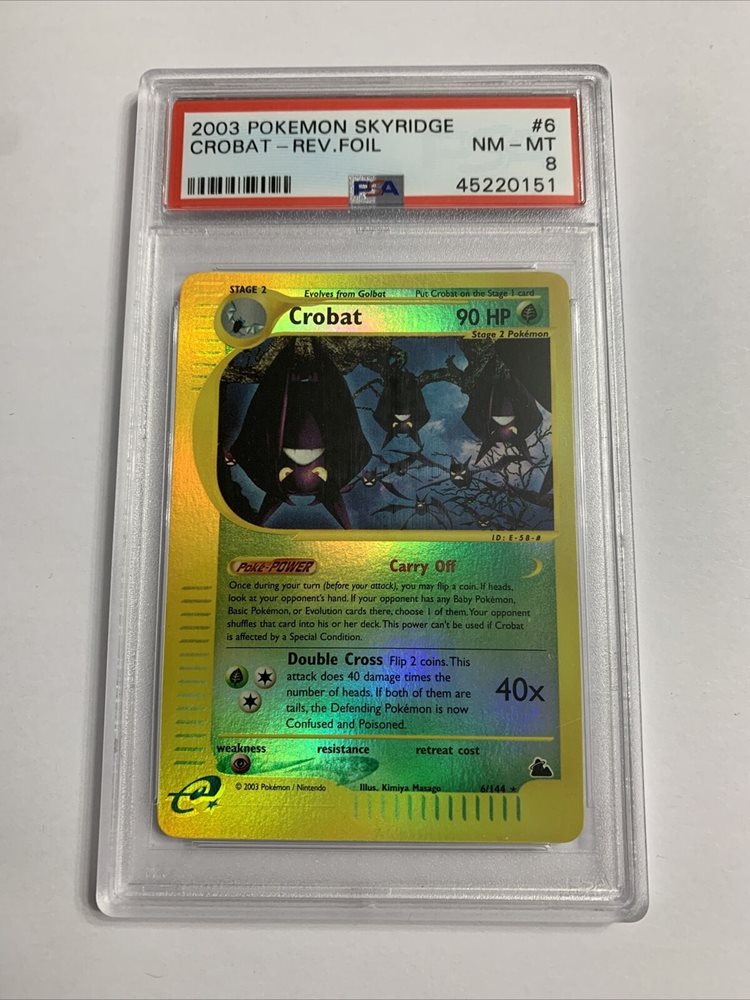 2003 POKEMON SKYRIDGE #6
CROBAT - REV.FOIL NM - MT
8
PSA 45220151
STAGE 2 Evolves from Golbat Put Crobat on the Stage 1 card
Crobat 90 HP
Stage 2 Pokémon
ID: E-58-#
Poké-POWER Carry Off
Once during your turn (before your attack), you may flip a coin. If heads,
look at your opponent's hand. If your opponent has any Baby Pokémon,
Basic Pokémon, or Evolution cards there, choose 1 of them. Your opponent
shuffles that card into his or her deck. This power can't be used if Crobat
is affected by a Special Condition.
Double Cross Flip 2 coins. This
attack does 40 damage times the
number of heads. If both of them are
tails, the Defending Pokémon is now
Confused and Poisoned.
40x
weakness resistance retreat cost
e
© 2003 Pokémon / Nintendo Illus. Kimiya Masago 6/144 ★